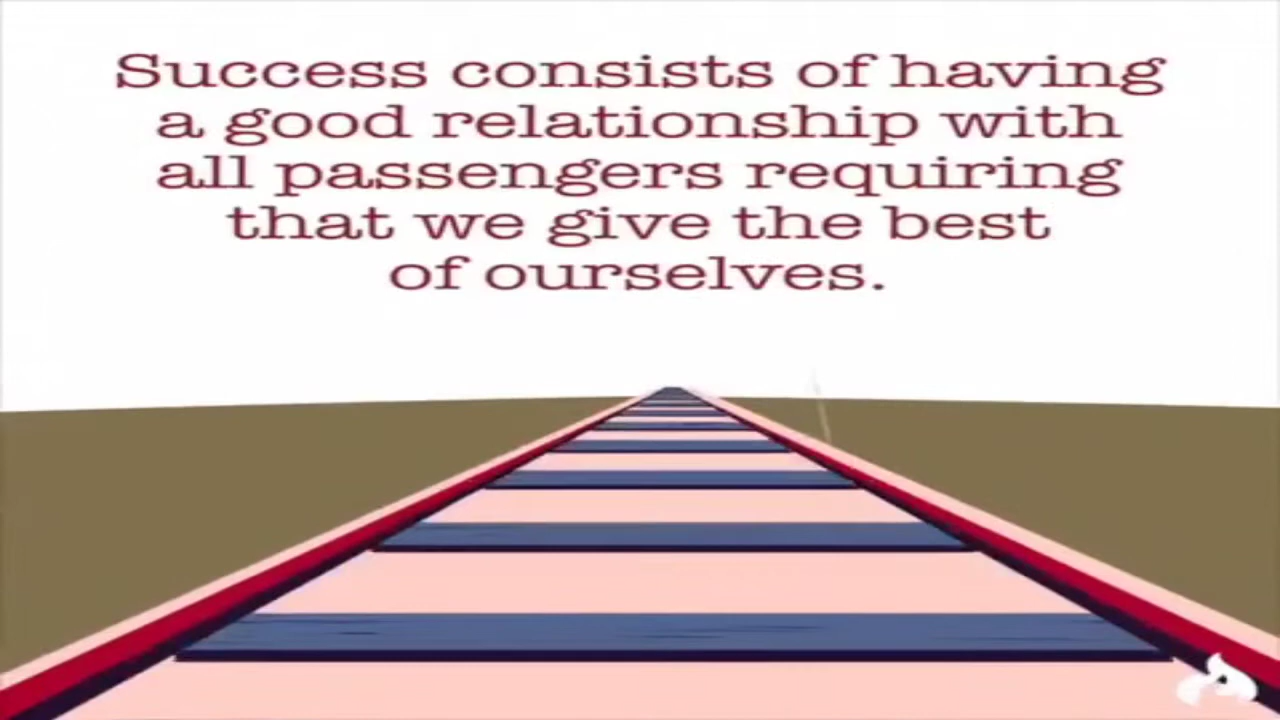 Success consists of having
a good relationship with
all passengers requiring
that we give the best
of ourselves.